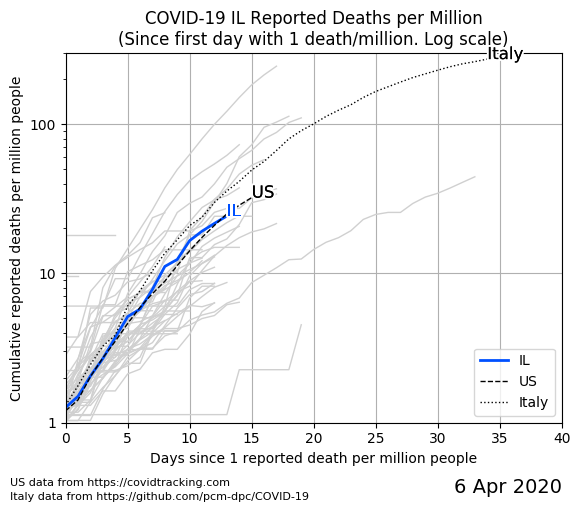 COVID-19 IL Reported Deaths per Million
(Since first day with 1 death/million. Log scale)
Cumulative reported deaths per million people
100
10
1
Italy
US
IL
IL
US
Italy
0 5 10 15 20 25 30 35 40
Days since 1 reported death per million people
US data from https://covidtracking.com
Italy data from https://github.com/pcm-dpc/COVID-19
6 Apr 2020